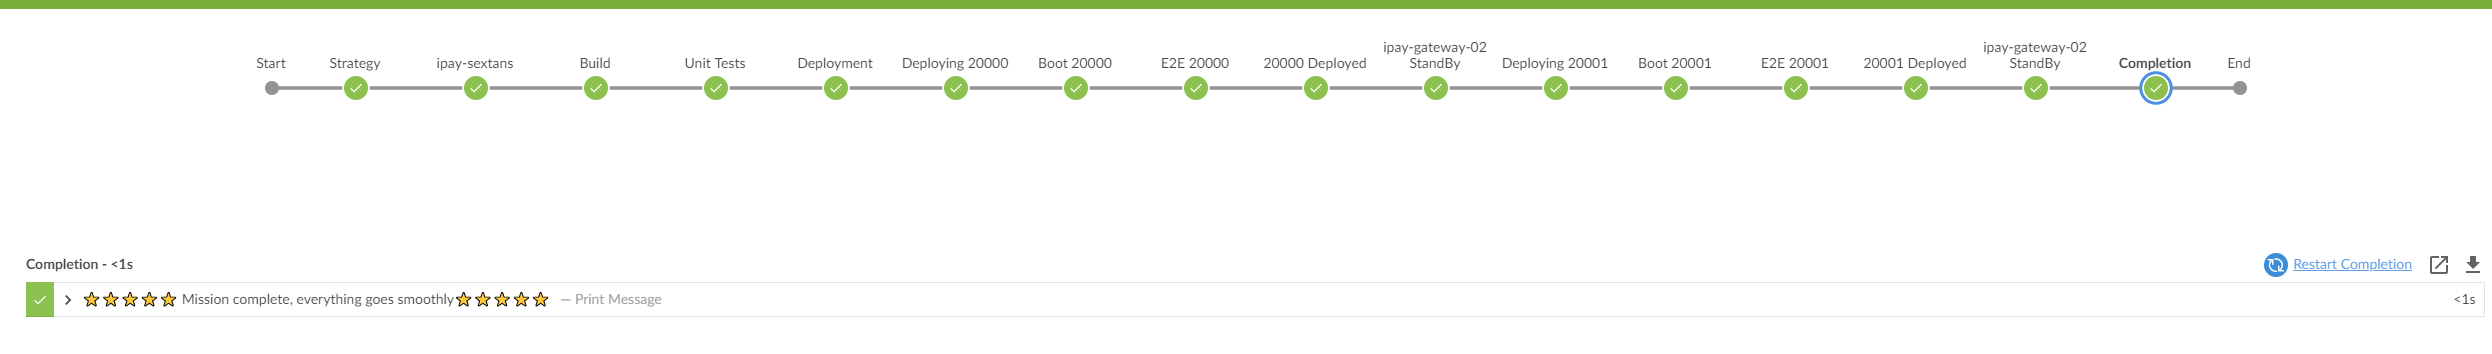 Start
Strategy
ipay-sextans
Build
Unit Tests
Deployment
Deploying 20000
Boot 20000
E2E 20000
20000 Deployed
ipay-gateway-02
StandBy
Deploying 20001
Boot 20001
E2E 20001
20001 Deployed
ipay-gateway-02
StandBy
Completion
End
Completion - <1s
Restart Completion
Mission complete, everything goes smoothly
— Print Message
<1s